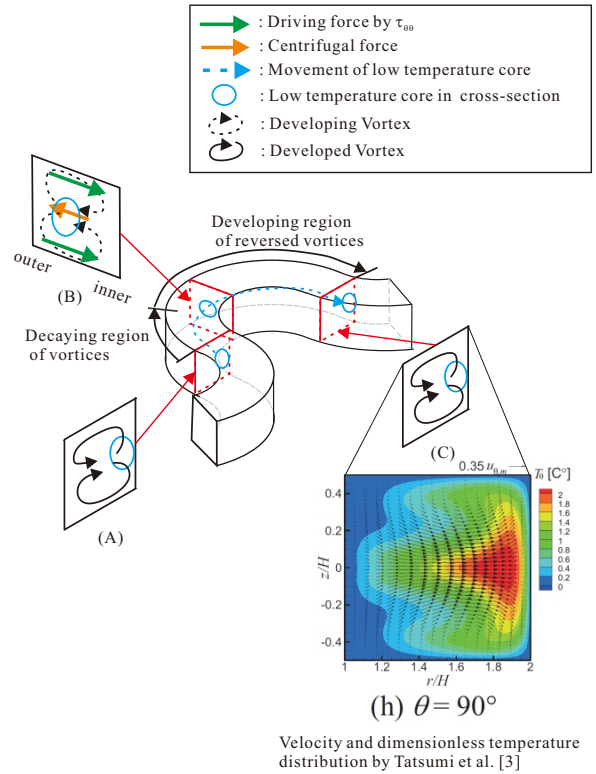 : Driving force by τθθ
: Centrifugal force
: Movement of low temperature core
: Low temperature core in cross-section
: Developing Vortex
: Developed Vortex
Developing region
of reversed vortices
outer
inner
(B)
Decaying region
of vortices
(A)
(C)
0.35 uθ,m
Tθ [C°]
2
1.8
1.6
1.4
1.2
1
0.8
0.6
0.4
0.2
0
z/H
0.4
0.2
0
-0.2
-0.4
1 1.2 1.4 1.6 1.8 2
r/H
(h) θ = 90°
Velocity and dimensionless temperature
distribution by Tatsumi et al. [3]